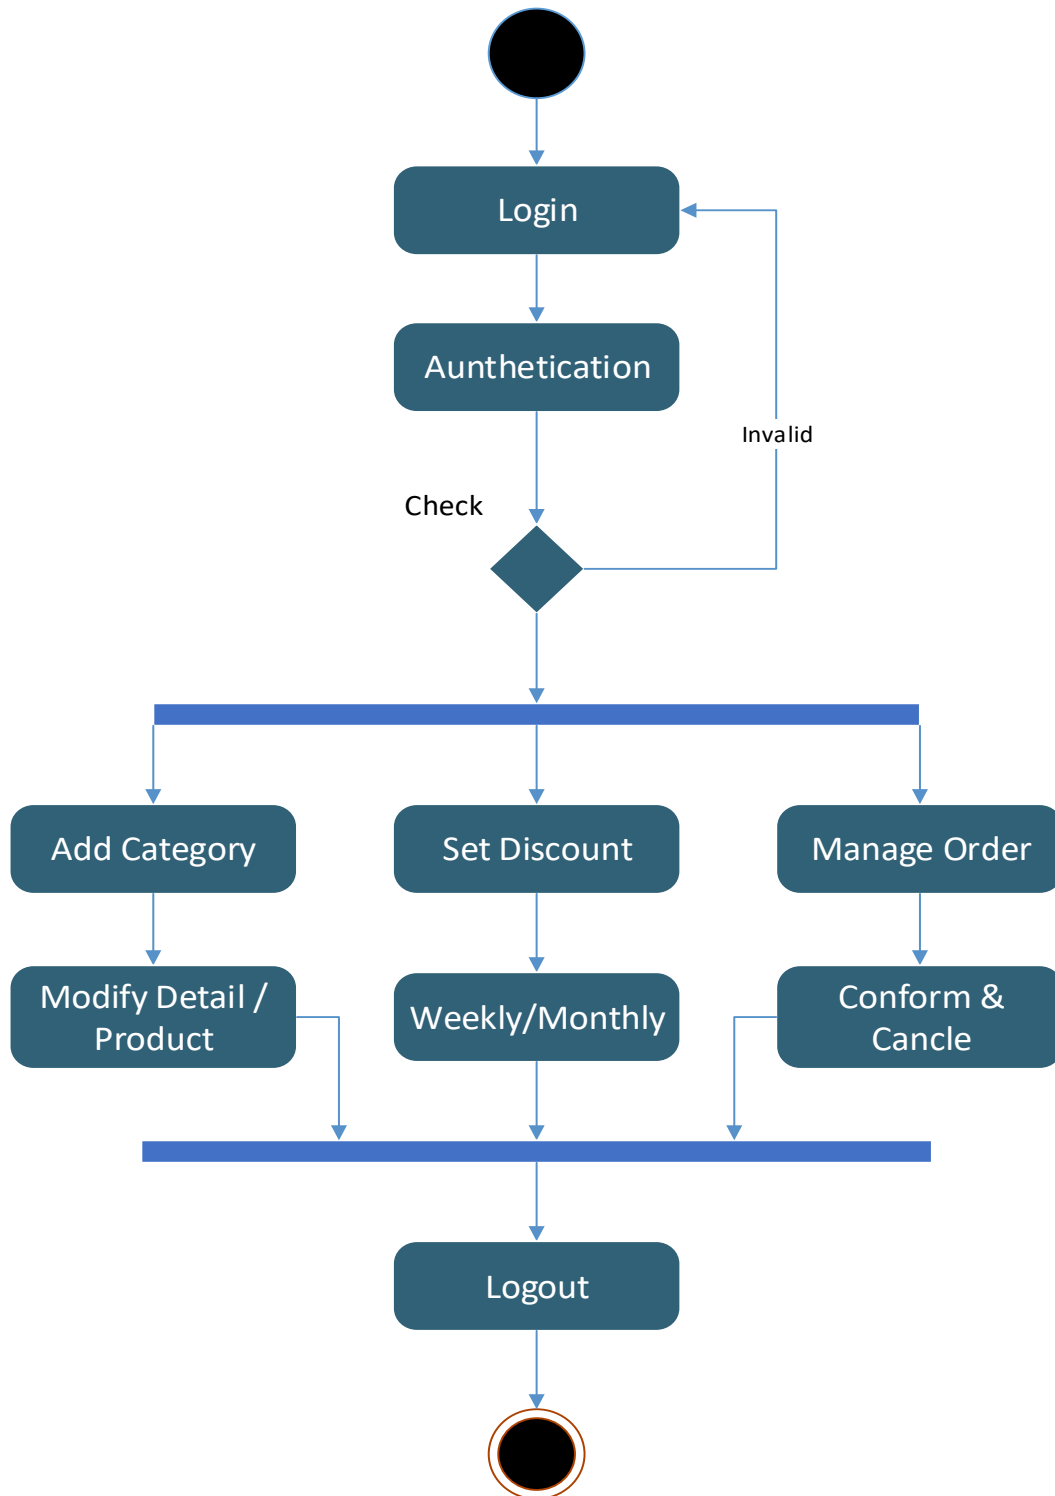 Login
Aunthetication
Invalid
Check
Add Category
Set Discount
Manage Order
Modify Detail /
Product
Weekly/Monthly
Conform &
Cancle
Logout